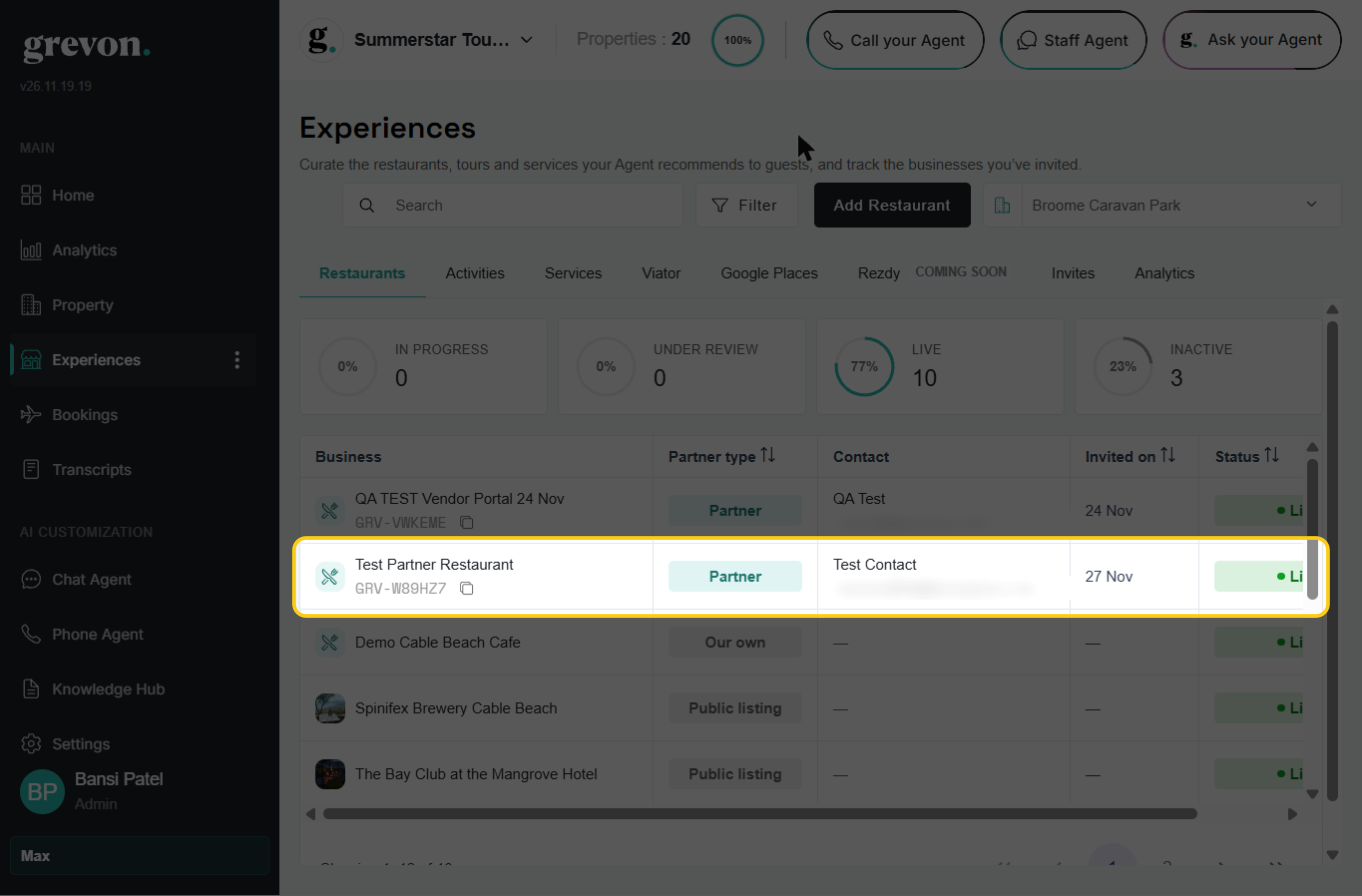 grevon.
v26.11.19.19
MAIN
Home
Analytics
Property
Experiences
Bookings
Transcripts
AI CUSTOMIZATION
Chat Agent
Phone Agent
Knowledge Hub
Settings
BP
Bansi Patel
Admin
Max
g. Summerstar Tou... Properties : 20 100% Call your Agent Staff Agent g. Ask your Agent
Experiences
Curate the restaurants, tours and services your Agent recommends to guests, and track the businesses you've invited.
Search Filter Add Restaurant Broome Caravan Park
Restaurants Activities Services Viator Google Places Rezdy COMING SOON Invites Analytics
0% IN PROGRESS 0
0% UNDER REVIEW 0
77% LIVE 10
23% INACTIVE 3
Business Partner type Contact Invited on Status
QA TEST Vendor Portal 24 Nov Partner QA Test 24 Nov Li
GRV-VWKEME
Test Partner Restaurant Partner Test Contact 27 Nov Li
GRV-W89HZ7
Demo Cable Beach Cafe Our own — — Li
Spinifex Brewery Cable Beach Public listing — — Li
The Bay Club at the Mangrove Hotel Public listing — — Li